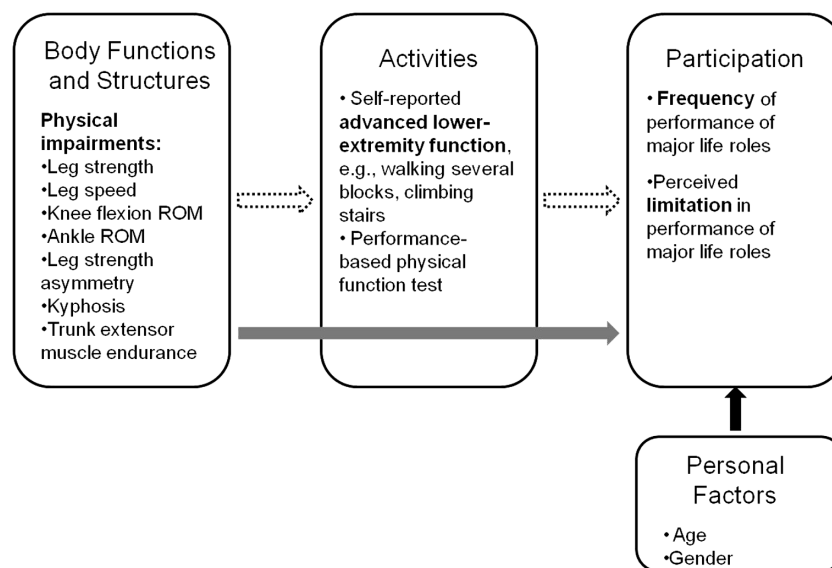 Body Functions
and Structures
Physical
impairments:
•Leg strength
•Leg speed
•Knee flexion ROM
•Ankle ROM
•Leg strength
asymmetry
•Kyphosis
•Trunk extensor
muscle endurance
Activities
• Self-reported
advanced lower-
extremity function,
e.g., walking several
blocks, climbing
stairs
• Performance-
based physical
function test
Participation
• Frequency of
performance of
major life roles
•Perceived
limitation in
performance of
major life roles
Personal
Factors
• Age
•Gender